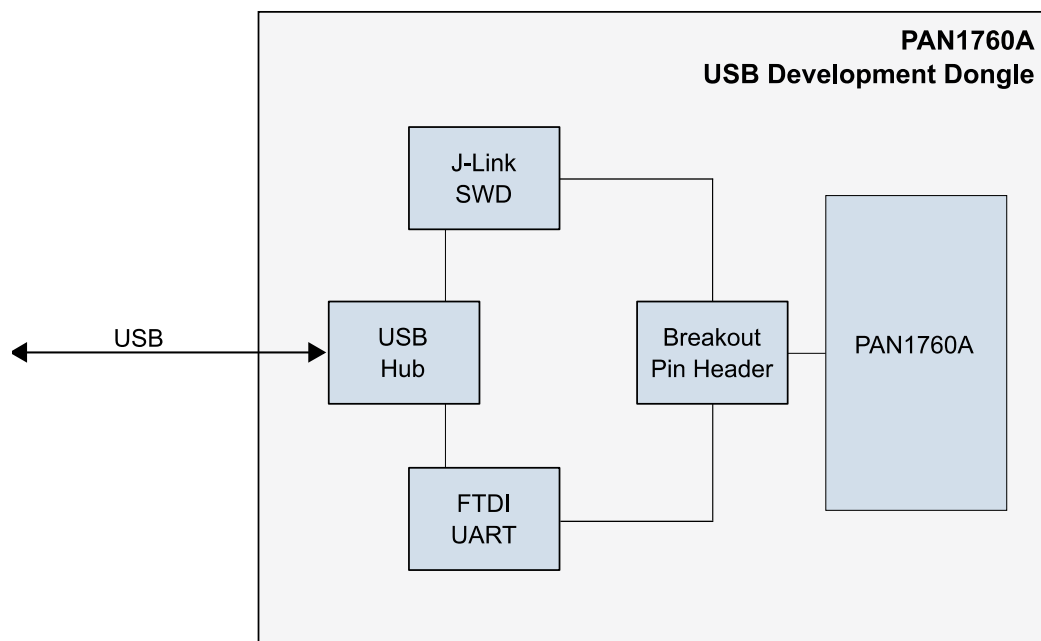 PAN1760A
USB Development Dongle
J-Link
SWD
USB
USB
Hub
Breakout
Pin Header
PAN1760A
FTDI
UART